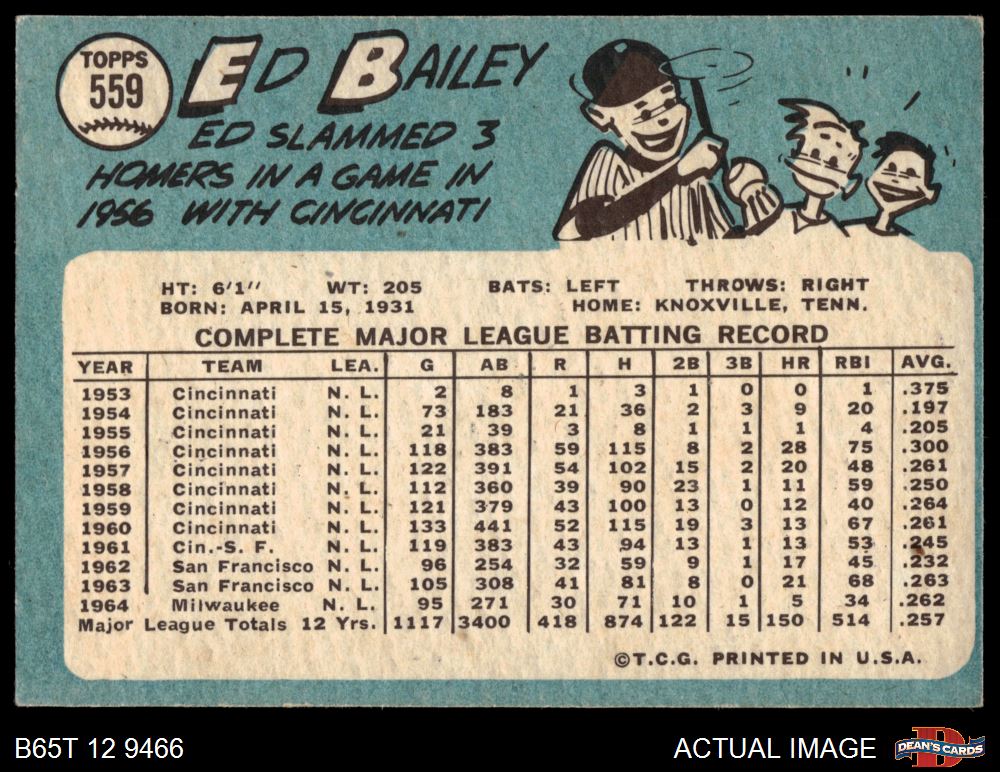 TOPPS
559
ED BAILEY
ED SLAMMED 3
HOMERS IN A GAME IN
1956 WITH CINCINNATI
HT: 6'1" WT: 205 BATS: LEFT THROWS: RIGHT
BORN: APRIL 15, 1931 HOME: KNOXVILLE, TENN.
COMPLETE MAJOR LEAGUE BATTING RECORD
YEAR TEAM LEA. G AB R H 2B 3B HR RBI AVG.
1953 Cincinnati N. L. 2 8 1 3 1 0 0 1 .375
1954 Cincinnati N. L. 73 183 21 36 2 3 9 20 .197
1955 Cincinnati N. L. 21 39 3 8 1 1 1 4 .205
1956 Cincinnati N. L. 118 383 59 115 8 2 28 75 .300
1957 Cincinnati N. L. 122 391 54 102 15 2 20 48 .261
1958 Cincinnati N. L. 112 360 39 90 23 1 11 59 .250
1959 Cincinnati N. L. 121 379 43 100 13 0 12 40 .264
1960 Cincinnati N. L. 133 441 52 115 19 3 13 67 .261
1961 Cin.-S. F. N. L. 119 383 43 94 13 1 13 53 .245
1962 San Francisco N. L. 96 254 32 59 9 1 17 45 .232
1963 San Francisco N. L. 105 308 41 81 8 0 21 68 .263
1964 Milwaukee N. L. 95 271 30 71 10 1 5 34 .262
Major League Totals 12 Yrs. 1117 3400 418 874 122 15 150 514 .257
©T.C.G. PRINTED IN U.S.A.
B65T 12 9466 ACTUAL IMAGE D DEAN'S CARDS